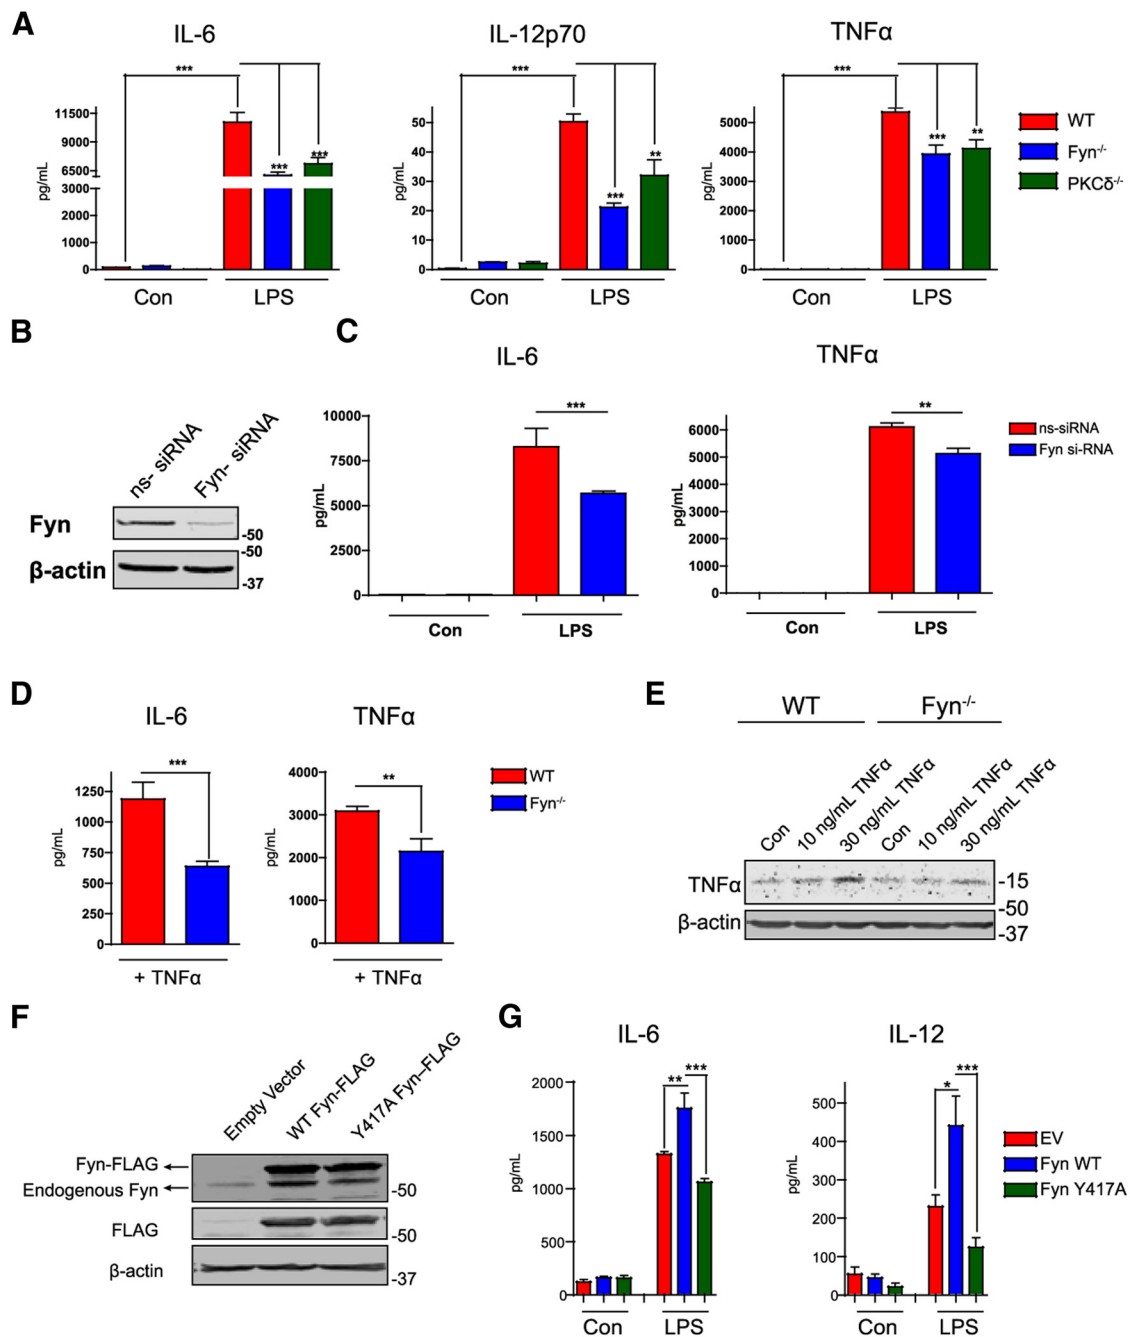 A
IL-6
IL-12p70
TNFα
***
***
***
11500
9000
6500
3000
2000
1000
0
pg/mL
***
***
Con
LPS
50
40
30
20
10
0
pg/mL
***
**
Con
LPS
5000
4000
3000
2000
1000
0
pg/mL
***
**
Con
LPS
WT
Fyn-/-
PKCδ-/-
B
ns- siRNA
Fyn- siRNA
Fyn
-50
-50
β-actin
-37
C
IL-6
TNFα
10000
7500
5000
2500
0
pg/mL
***
Con
LPS
6000
5000
4000
3000
2000
1000
0
pg/mL
**
Con
LPS
ns-siRNA
Fyn si-RNA
D
IL-6
TNFα
1250
1000
750
500
250
0
pg/mL
***
+ TNFα
4000
3000
2000
1000
0
pg/mL
**
+ TNFα
WT
Fyn-/-
E
WT
Fyn-/-
Con
10 ng/mL TNFα
30 ng/mL TNFα
Con
10 ng/mL TNFα
30 ng/mL TNFα
TNFα
-15
-50
β-actin
-37
F
Empty Vector
WT Fyn-FLAG
Y417A Fyn-FLAG
Fyn-FLAG
Endogenous Fyn
-50
FLAG
-50
β-actin
-37
G
IL-6
IL-12
2000
1500
1000
500
0
pg/mL
**
***
Con
LPS
500
400
300
200
100
0
pg/mL
*
***
Con
LPS
EV
Fyn WT
Fyn Y417A